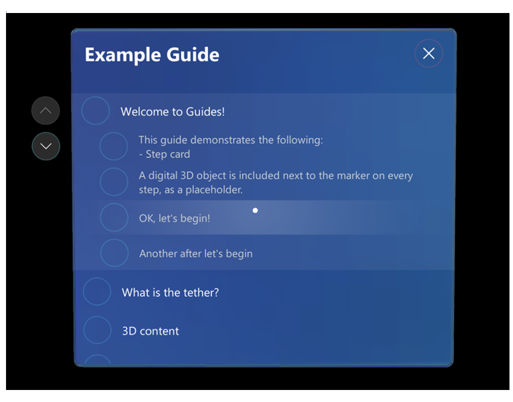 Example Guide
Welcome to Guides!
This guide demonstrates the following:
- Step card
A digital 3D object is included next to the marker on every
step, as a placeholder.
OK, let's begin!
Another after let's begin
What is the tether?
3D content